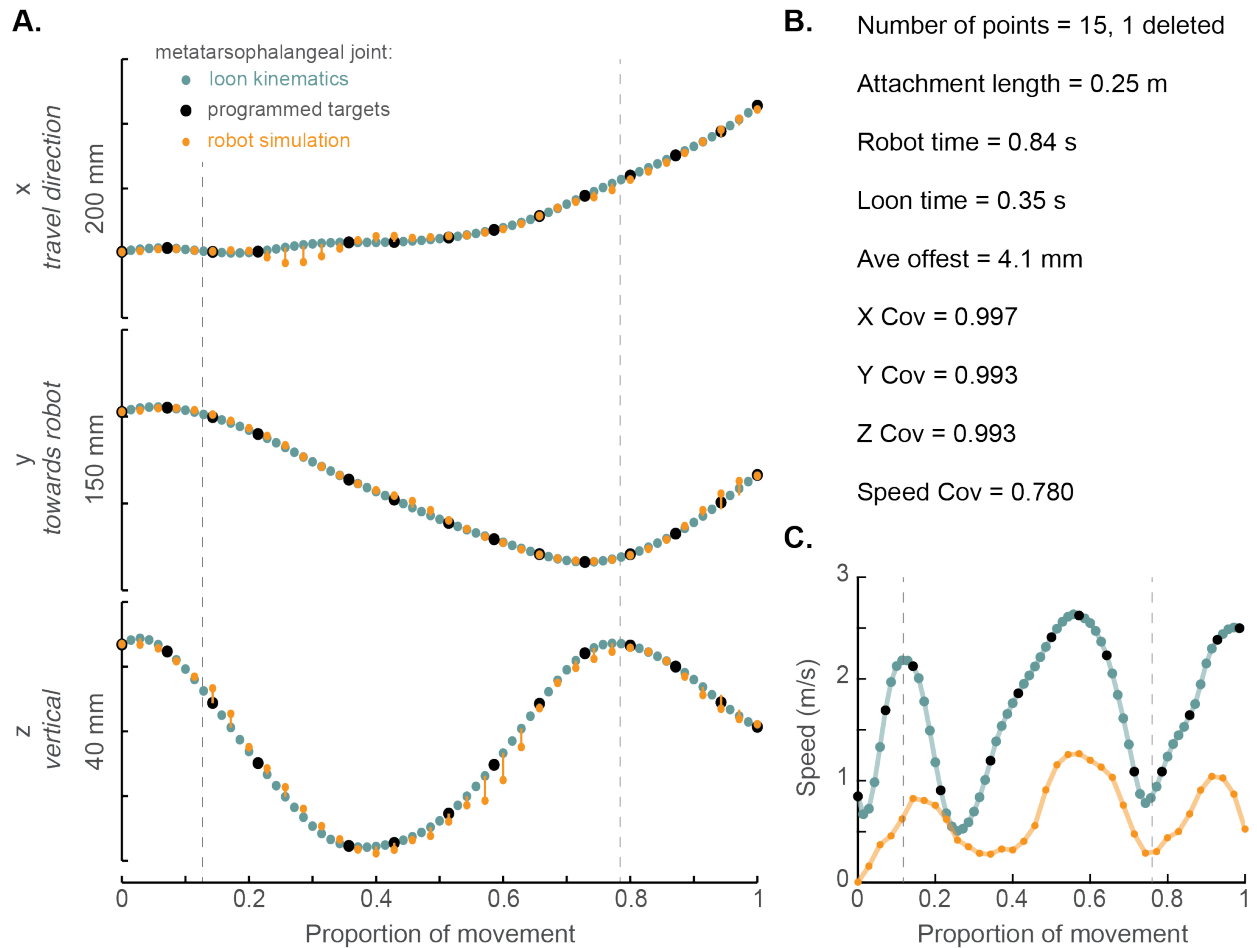 A.
metatarsophalangeal joint:
loon kinematics
programmed targets
robot simulation
x
travel direction
200 mm
y
towards robot
150 mm
z
vertical
40 mm
0 0.2 0.4 0.6 0.8 1
Proportion of movement
B.
Number of points = 15, 1 deleted
Attachment length = 0.25 m
Robot time = 0.84 s
Loon time = 0.35 s
Ave offest = 4.1 mm
X Cov = 0.997
Y Cov = 0.993
Z Cov = 0.993
Speed Cov = 0.780
C.
3
2
1
0
Speed (m/s)
0 0.2 0.4 0.6 0.8 1
Proportion of movement